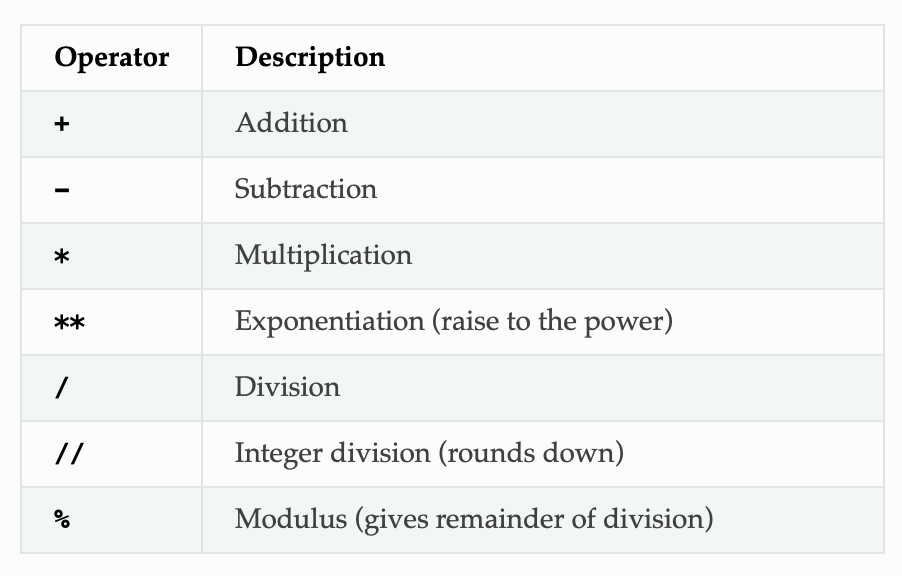 Operator Description
+ Addition
- Subtraction
* Multiplication
** Exponentiation (raise to the power)
/ Division
// Integer division (rounds down)
% Modulus (gives remainder of division)